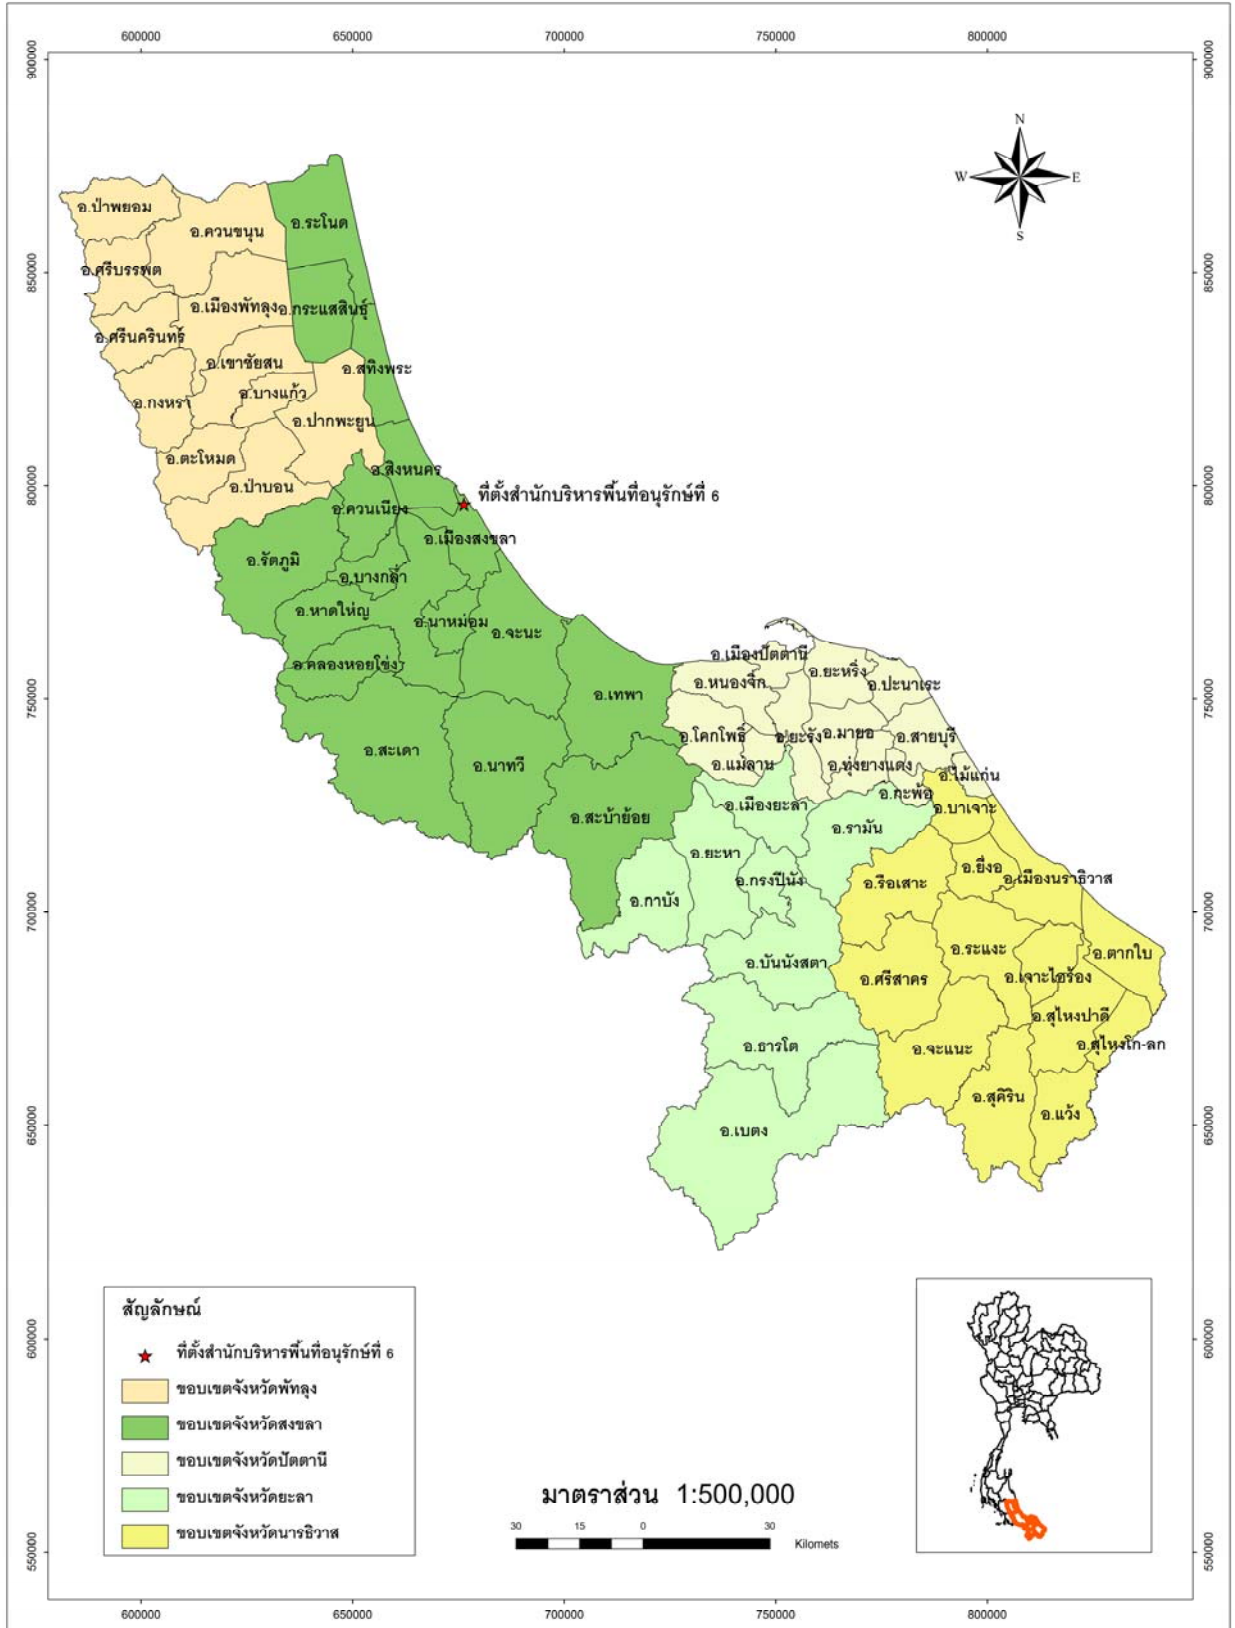 600000 650000 700000 750000 800000
900000 900000
N
W E
S
อ.ป่าพยอม
อ.ควนขนุน
อ.ระโนด
850000 850000
อ.ศรีบรรพต
อ.เมืองพัทลุง
อ.กระแสสินธุ์
อ.ศรีนครินทร์
อ.เขาชัยสน
อ.สทิงพระ
อ.บางแก้ว
อ.กงหรา
อ.ปากพะยูน
อ.ตะโหมด
อ.สิงหนคร
อ.ป่าบอน
800000 800000
ที่ตั้งสำนักบริหารพื้นที่อนุรักษ์ที่ 6
อ.ควนเนียง
อ.เมืองสงขลา
อ.รัตภูมิ
อ.บางกล่ำ
อ.หาดใหญ่
อ.นาหม่อม
อ.จะนะ
อ.คลองหอยโข่ง
อ.เทพา
อ.เมืองปัตตานี
อ.หนองจิก
อ.ยะหริ่ง
อ.ปะนาเระ
750000 750000
อ.สะเดา
อ.นาทวี
อ.โคกโพธิ์
อ.ยะรัง
อ.มายอ
อ.สายบุรี
อ.แม่ลาน
อ.ทุ่งยางแดง
อ.ไม้แก่น
อ.กะพ้อ
อ.สะบ้าย้อย
อ.เมืองยะลา
อ.บาเจาะ
อ.รามัน
อ.ยะหา
อ.กรงปินัง
อ.รือเสาะ
อ.ยี่งอ
อ.เมืองนราธิวาส
อ.กาบัง
700000 700000
อ.บันนังสตา
อ.ระแงะ
อ.ตากใบ
อ.ศรีสาคร
อ.เจาะไอร้อง
อ.สุไหงปาดี
อ.ธารโต
อ.จะแนะ
อ.สุไหงโก-ลก
อ.สุคิริน
อ.แว้ง
อ.เบตง
650000 650000
สัญลักษณ์
ที่ตั้งสำนักบริหารพื้นที่อนุรักษ์ที่ 6
ขอบเขตจังหวัดพัทลุง
ขอบเขตจังหวัดสงขลา
ขอบเขตจังหวัดปัตตานี
ขอบเขตจังหวัดยะลา
ขอบเขตจังหวัดนารธิวาส
600000 600000
มาตราส่วน 1:500,000
30 15 0 30
Kilomets
550000 550000
600000 650000 700000 750000 800000